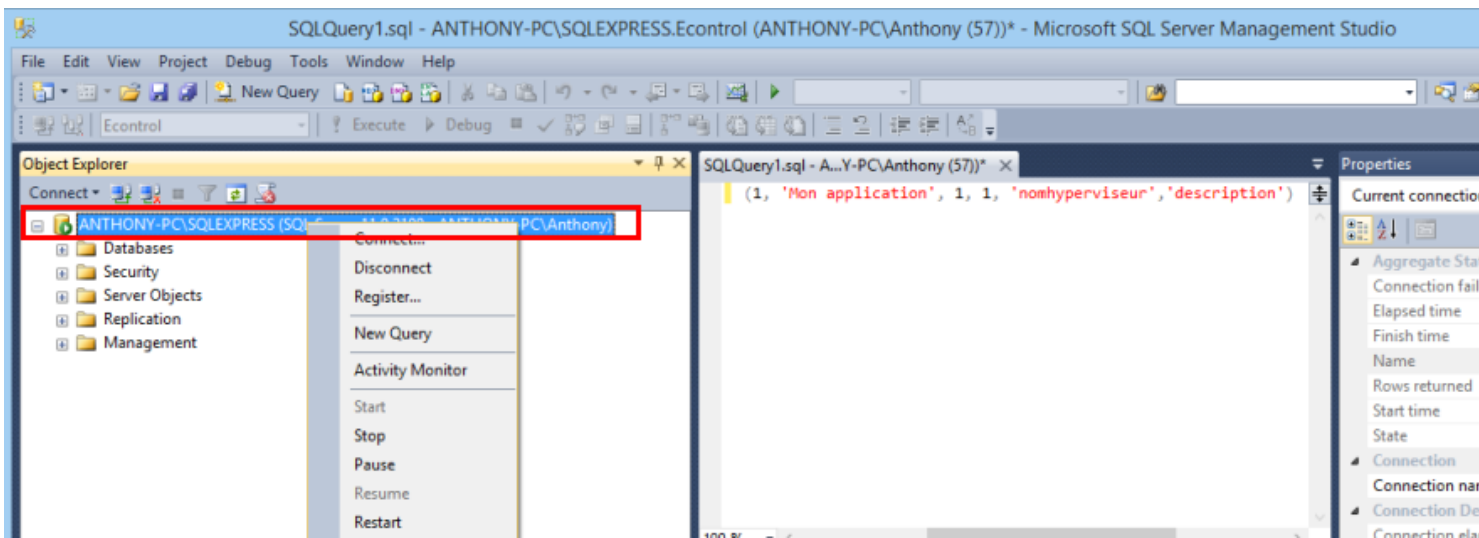 SQLQuery1.sql - ANTHONY-PC\SQLEXPRESS.Econtrol (ANTHONY-PC\Anthony (57))* - Microsoft SQL Server Management Studio
File Edit View Project Debug Tools Window Help
New Query
Econtrol Execute Debug
Object Explorer
Connect
ANTHONY-PC\SQLEXPRESS PC\Anthony)
Databases
Security
Server Objects
Replication
Management
Connect...
Disconnect
Register...
New Query
Activity Monitor
Start
Stop
Pause
Resume
Restart
SQLQuery1.sql - A...Y-PC\Anthony (57))*
(1, 'Mon application', 1, 1, 'nomhyperviseur','description')
100 %
Properties
Current connectio
Aggregate Sta
Connection fail
Elapsed time
Finish time
Name
Rows returned
Start time
State
Connection
Connection nar
Connection De
Connection ela